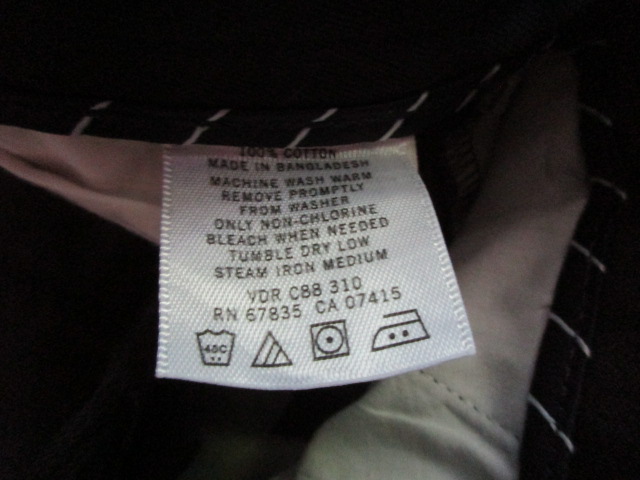 100% COTTON
MADE IN BANGLADESH
MACHINE WASH WARM
REMOVE PROMPTLY
FROM WASHER
ONLY NON-CHLORINE
BLEACH WHEN NEEDED
TUMBLE DRY LOW
STEAM IRON MEDIUM
VDR C88 310
RN 67835 CA 07415
40C